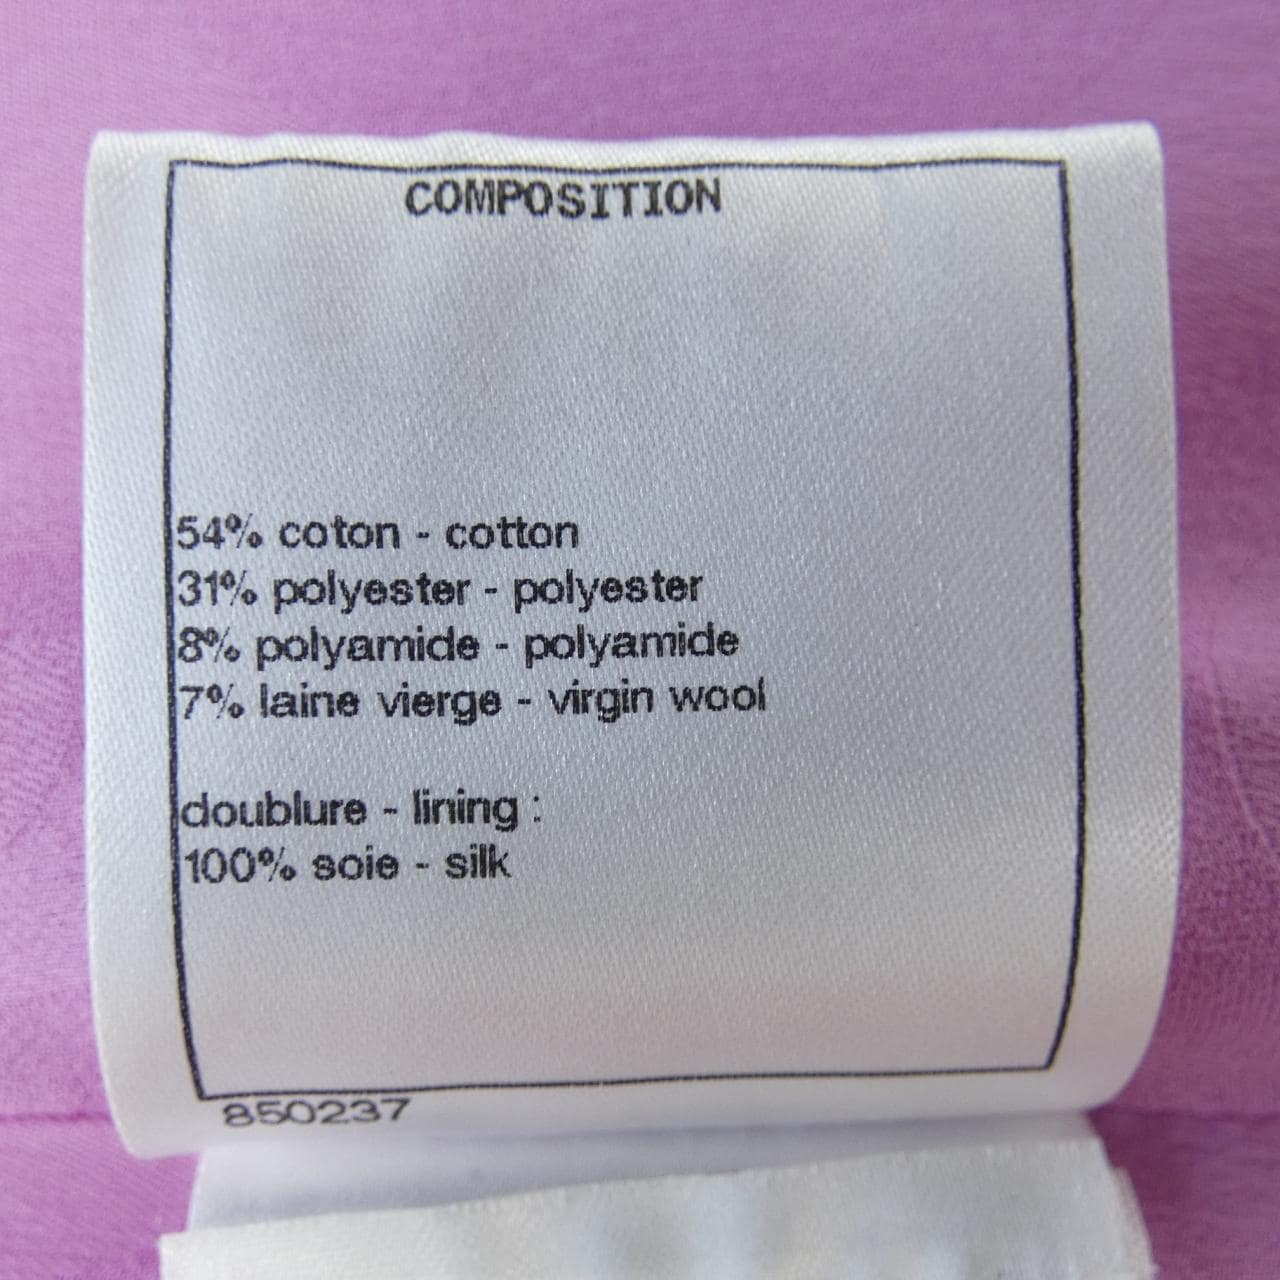 COMPOSITION
54% coton - cotton
31% polyester - polyester
8% polyamide - polyamide
7% laine vierge - virgin wool
doublure - lining :
100% soie - silk
850237